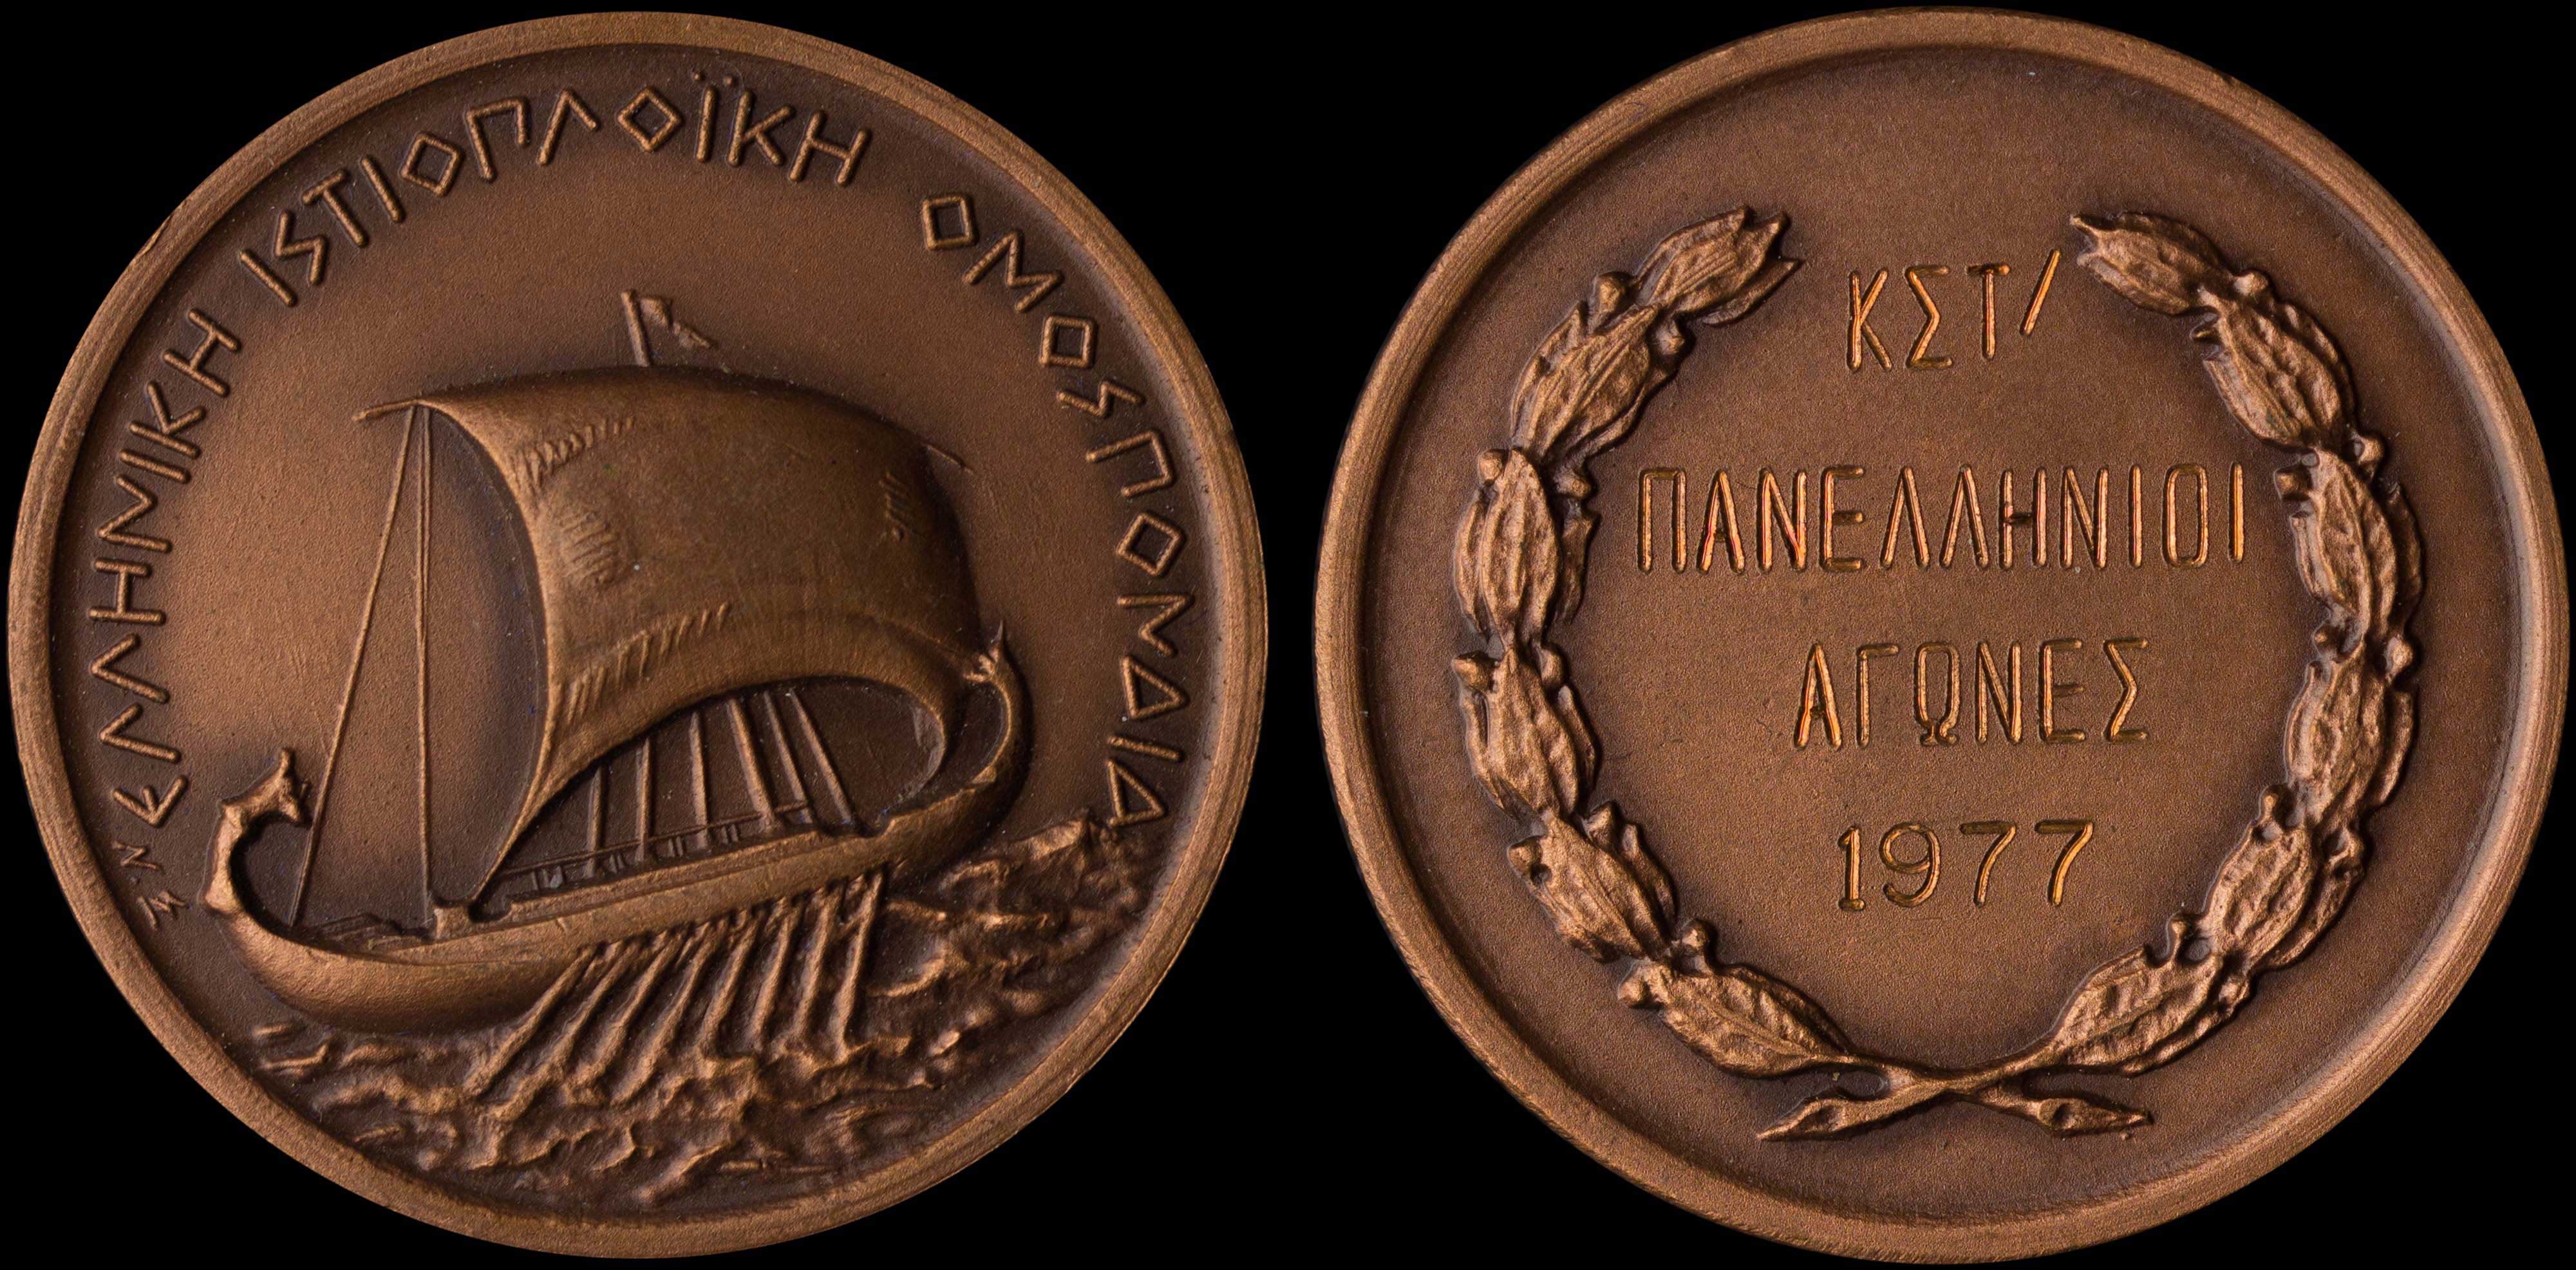 ΕΛΛΗΝΙΚΗ ΙΣΤΙΟΠΛΟΪΚΗ ΟΜΟΣΠΟΝΔΙΑ
ΚΣΤ/
ΠΑΝΕΛΛΗΝΙΟΙ
ΑΓΩΝΕΣ
1977